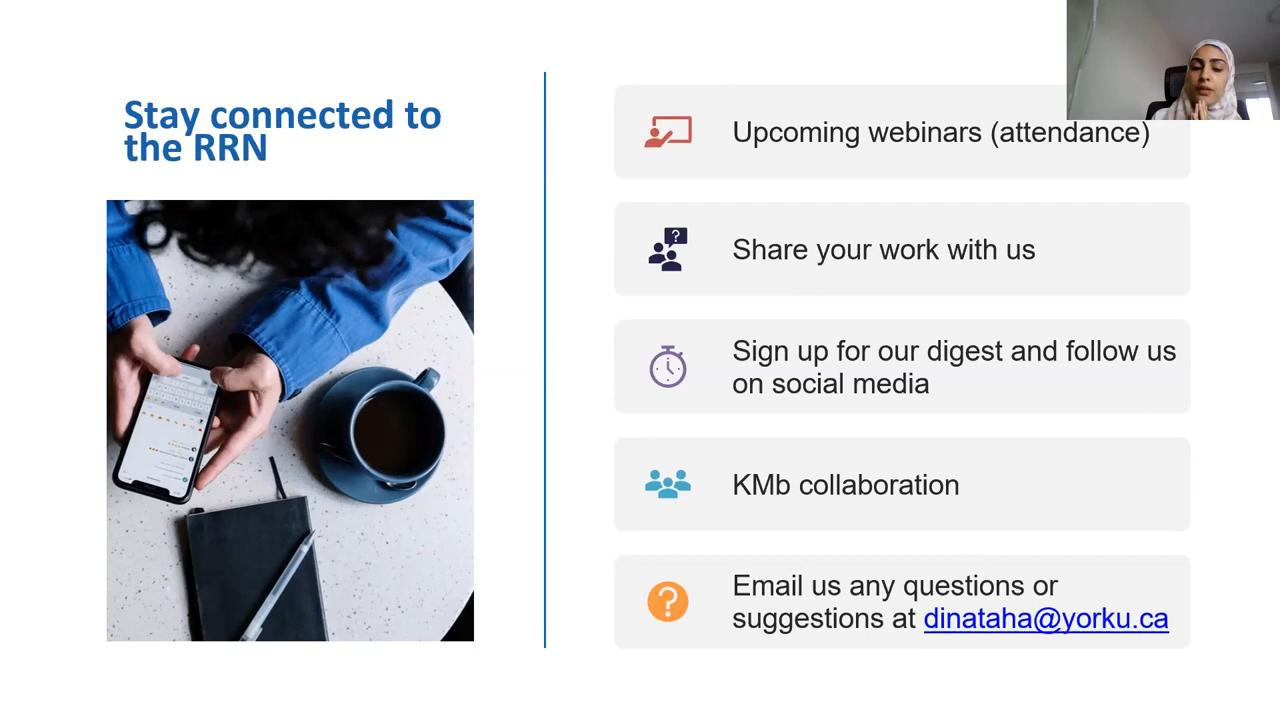 Stay connected to
the RRN
Upcoming webinars (attendance)
?
Share your work with us
Sign up for our digest and follow us
on social media
KMb collaboration
?
Email us any questions or
suggestions at dinataha@yorku.ca